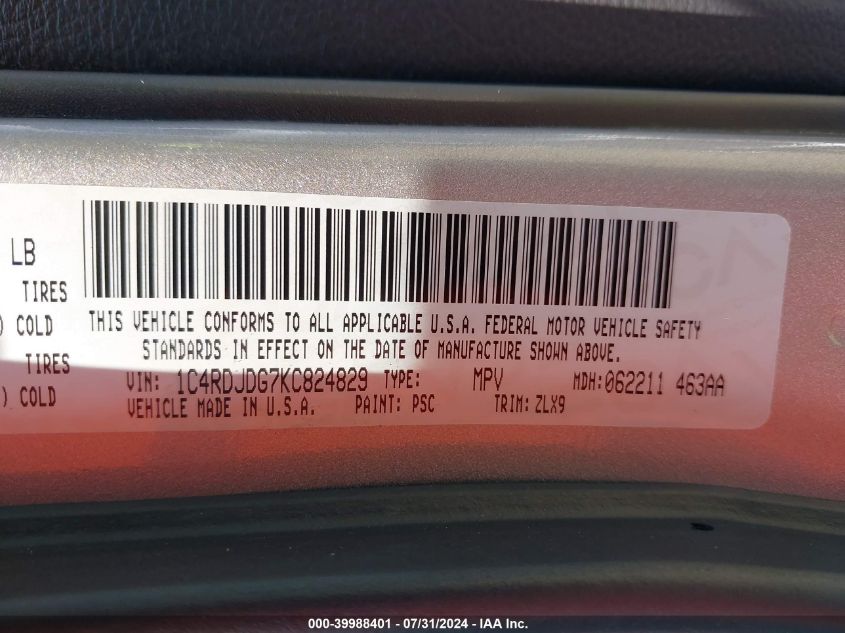 LB
TIRES
) COLD
TIRES
) COLD
THIS VEHICLE CONFORMS TO ALL APPLICABLE U.S.A. FEDERAL MOTOR VEHICLE SAFETY
STANDARDS IN EFFECT ON THE DATE OF MANUFACTURE SHOWN ABOVE.
VIN: 1C4RDJDG7KC824829 TYPE: MPV MDH:062211 463AA
VEHICLE MADE IN U.S.A. PAINT: PSC TRIM: ZLX9
000-39988401 / 07/31/2024 - IAA Inc.